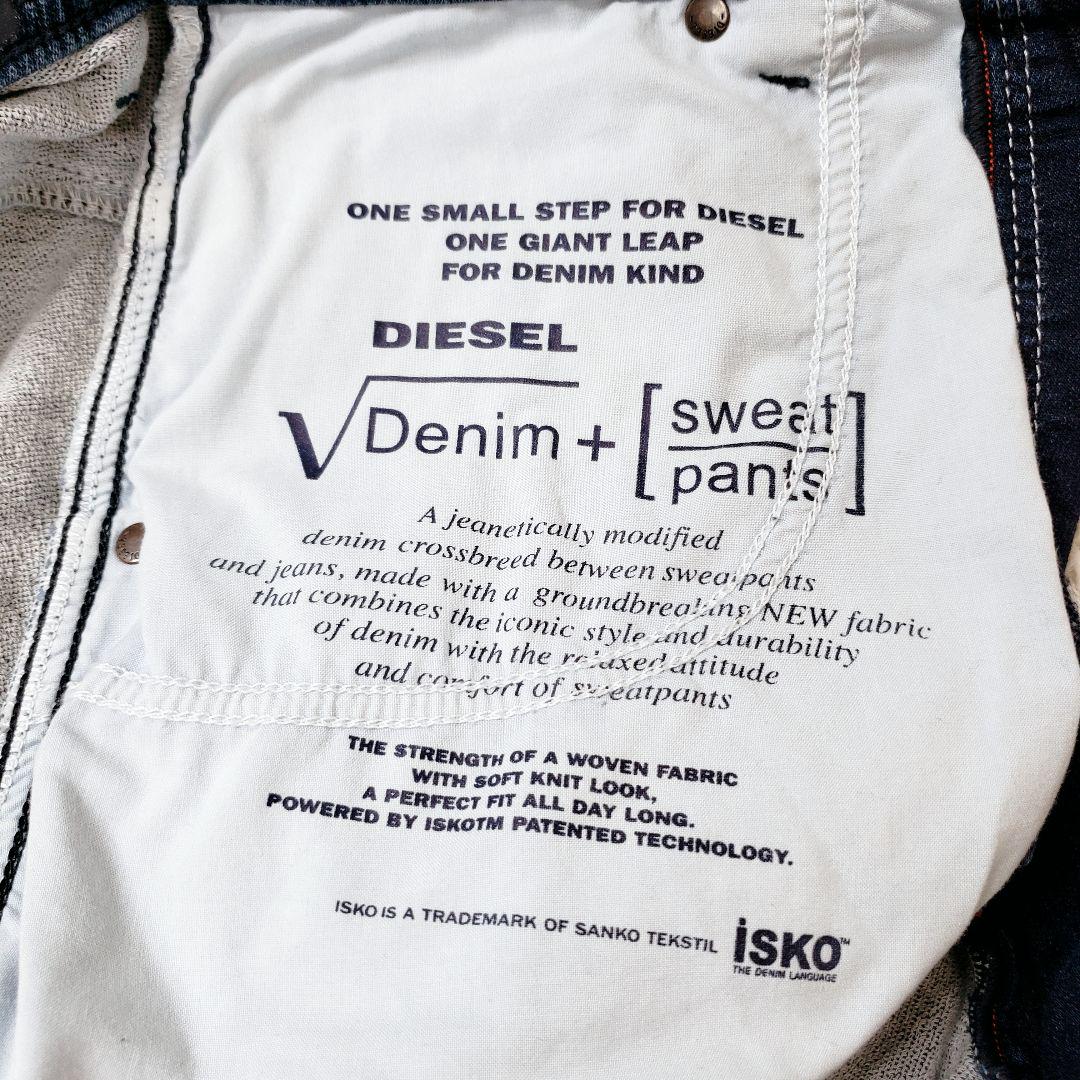 ONE SMALL STEP FOR DIESEL
ONE GIANT LEAP
FOR DENIM KIND
DIESEL
√Denim + [sweat
pants]
A jeanetically modified
denim crossbreed between sweatpants
and jeans, made with a groundbreaking NEW fabric
that combines the iconic style and durability
of denim with the relaxed attitude
and comfort of sweatpants
THE STRENGTH OF A WOVEN FABRIC
WITH SOFT KNIT LOOK,
A PERFECT FIT ALL DAY LONG.
POWERED BY ISKOTM PATENTED TECHNOLOGY.
ISKO IS A TRADEMARK OF SANKO TEKSTIL
İSKO™
THE DENIM LANGUAGE